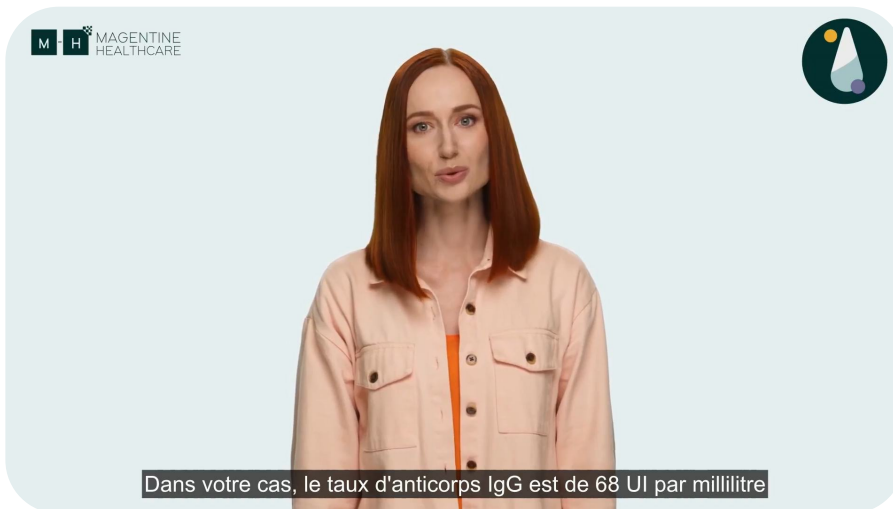 M-H MAGENTINE
HEALTHCARE
Dans votre cas, le taux d'anticorps IgG est de 68 UI par millilitre